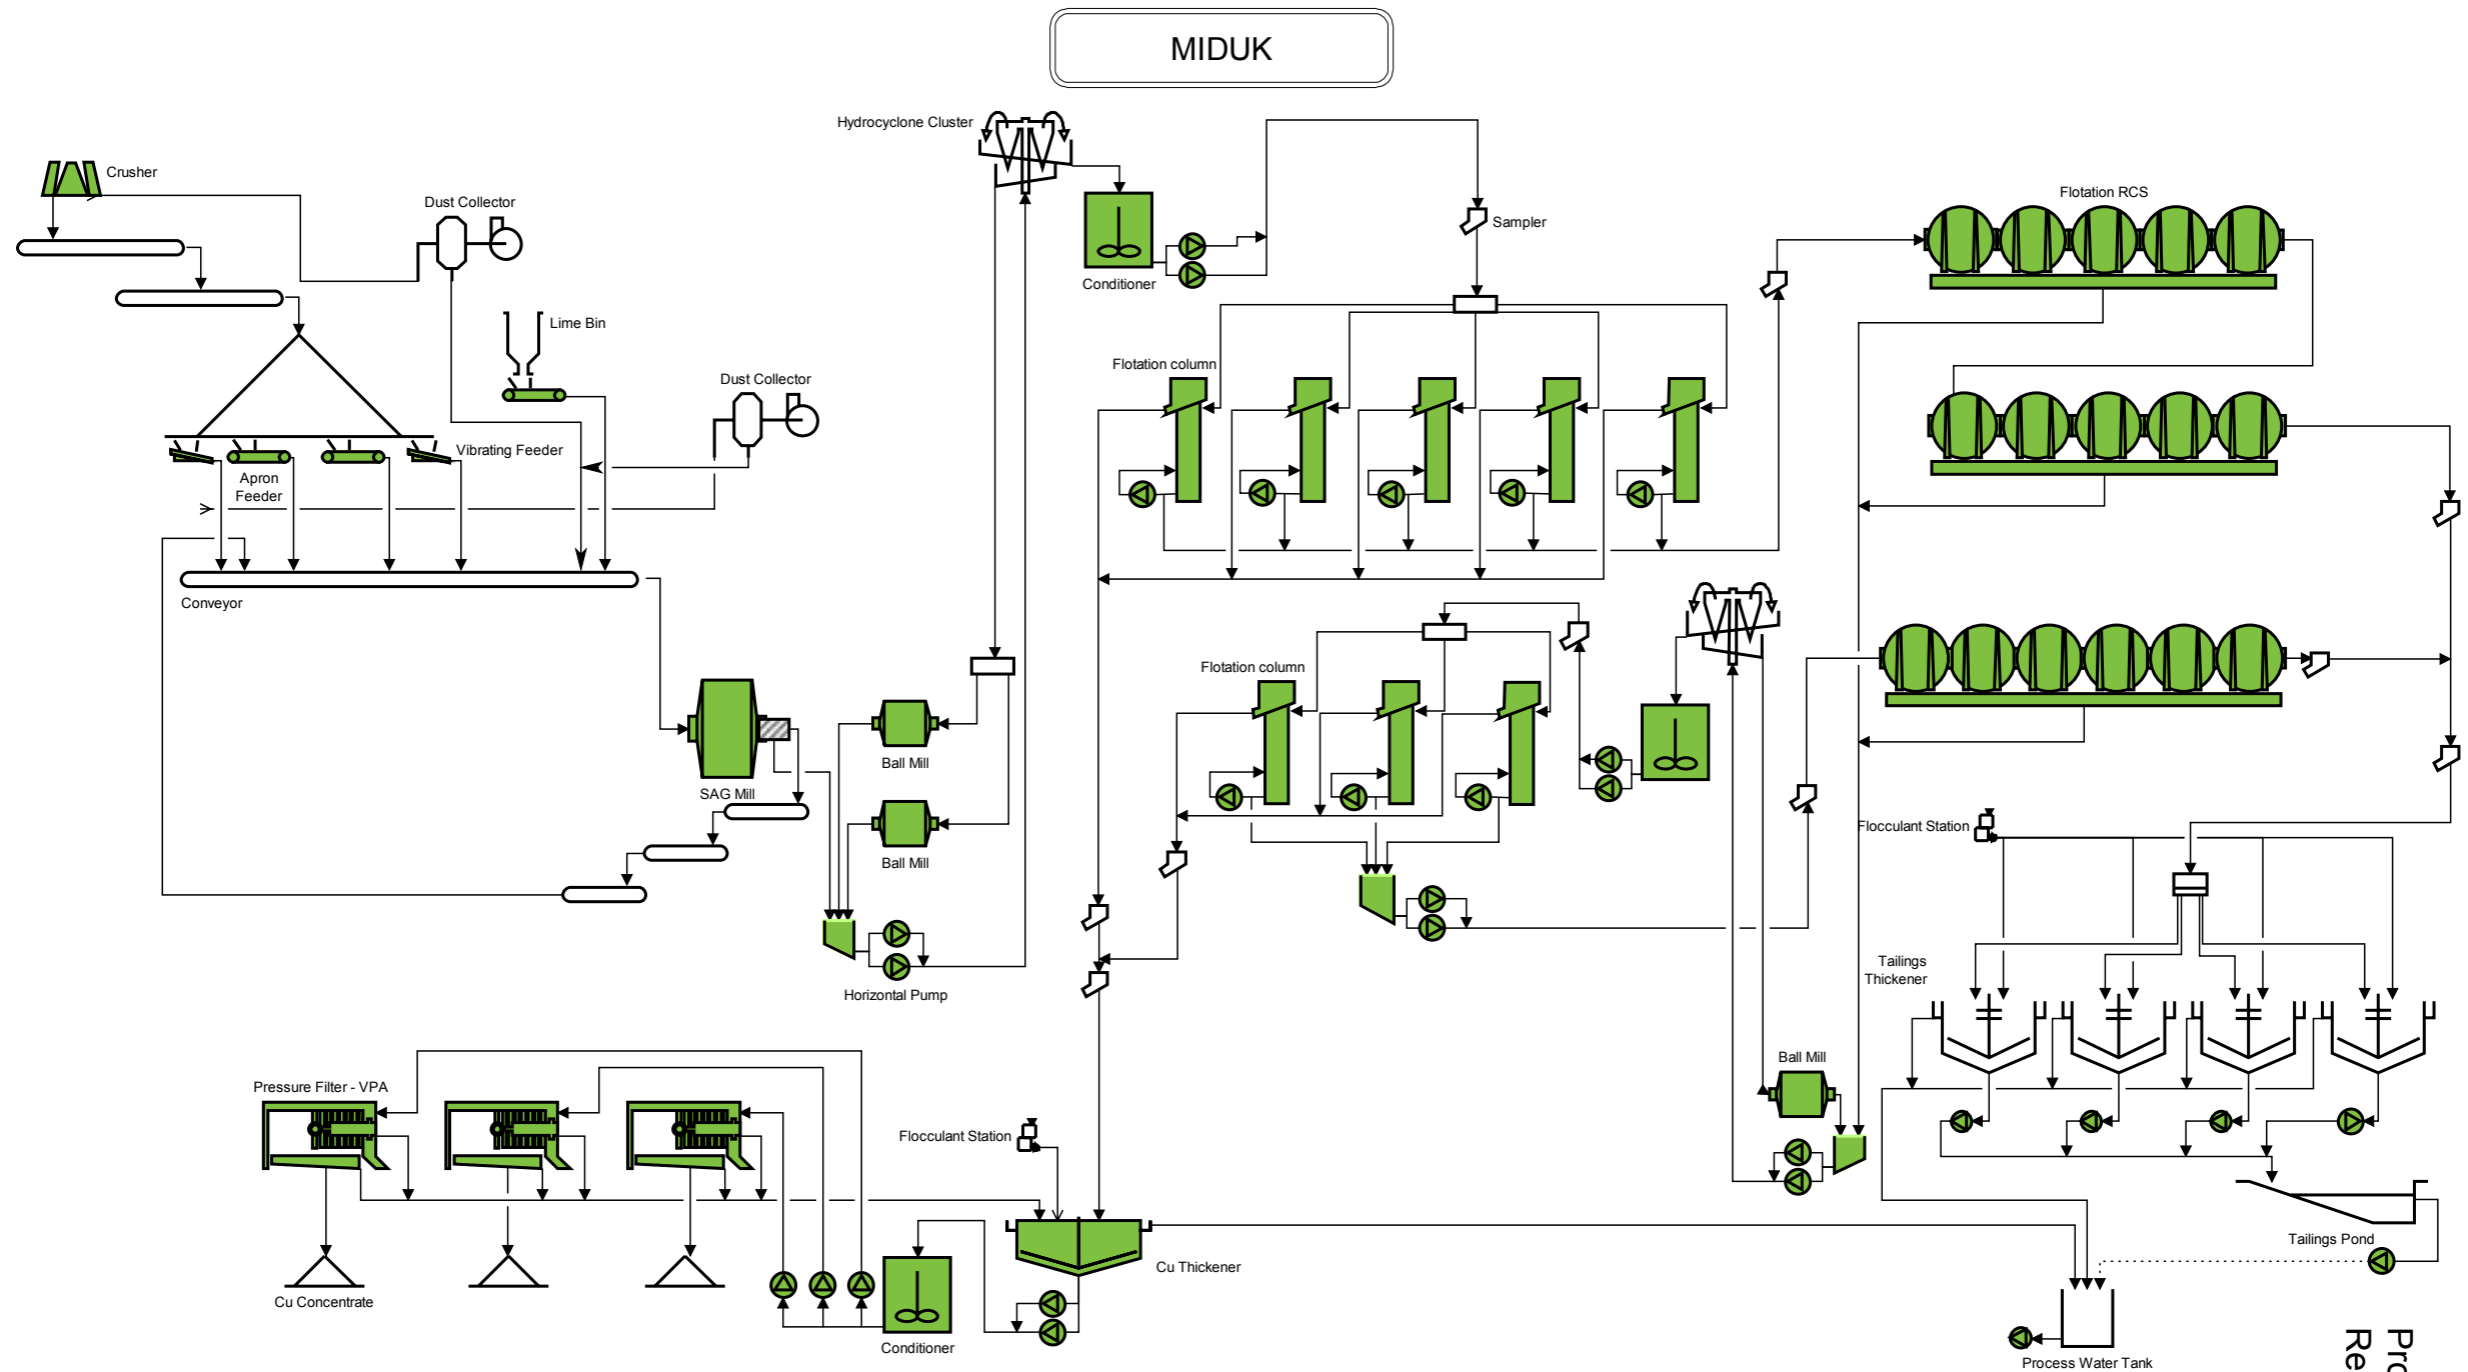 MIDUK
Hydrocyclone Cluster
Crusher
Dust Collector
Flotation RCS
Sampler
Conditioner
Lime Bin
Flotation column
Dust Collector
Vibrating Feeder
Apron
Feeder
Conveyor
Flotation column
Ball Mill
SAG Mill
Flocculant Station
Ball Mill
Tailings
Thickener
Horizontal Pump
Ball Mill
Pressure Filter - VPA
Flocculant Station
Tailings Pond
Cu Thickener
Cu Concentrate
Conditioner
Process Water Tank
Pro
Re